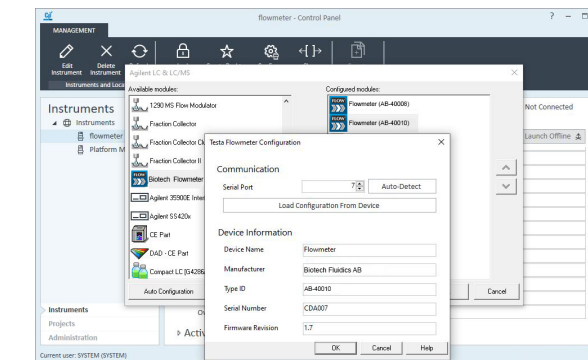 flowmeter - Control Panel
MANAGEMENT
Edit Instrument
Delete Instrument
Instruments and Loca
Agilent LC & LC/MS
Available modules:
Configured modules:
1290 MS Flow Modulator
Fraction Collector
Fraction Collector
Fraction Collector II
Biotech Flowmeter
Agilent 35900E
Agilent SS420x
CE Part
DAD - CE Part
Compact LC (G4286
Auto Configuration
Flowmeter (AB-40008)
Flowmeter (AB-40010)
Cancel
Instruments
Instruments
flowmeter
Platform M
Not Connected
Launch Offline
Testa Flowmeter Configuration
Communication
Serial Port
7
Auto-Detect
Load Configuration From Device
Device Information
Device Name
Flowmeter
Manufacturer
Biotech Fluidics AB
Type ID
AB-40010
Serial Number
CDA007
Firmware Revision
1.7
OK
Cancel
Help
Instruments
Projects
Administration
Activ
Current user: SYSTEM (SYSTEM)